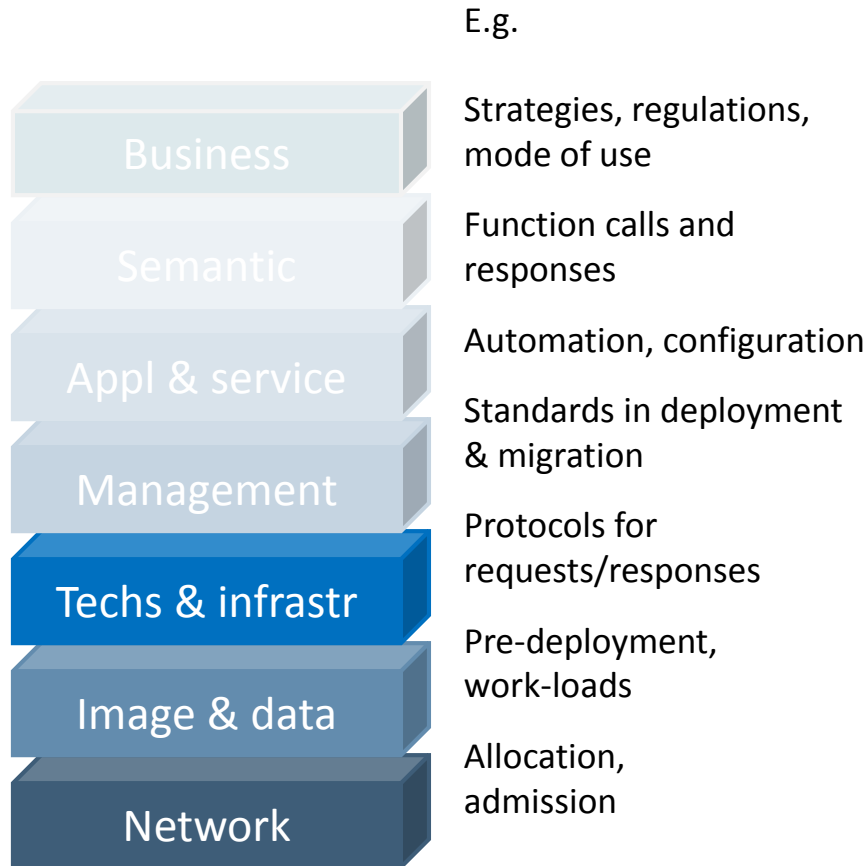 E.g.
Business
Strategies, regulations,
mode of use
Semantic
Function calls and
responses
Appl & service
Automation, configuration
Management
Standards in deployment
& migration
Techs & infrastr
Protocols for
requests/responses
Image & data
Pre-deployment,
work-loads
Network
Allocation,
admission